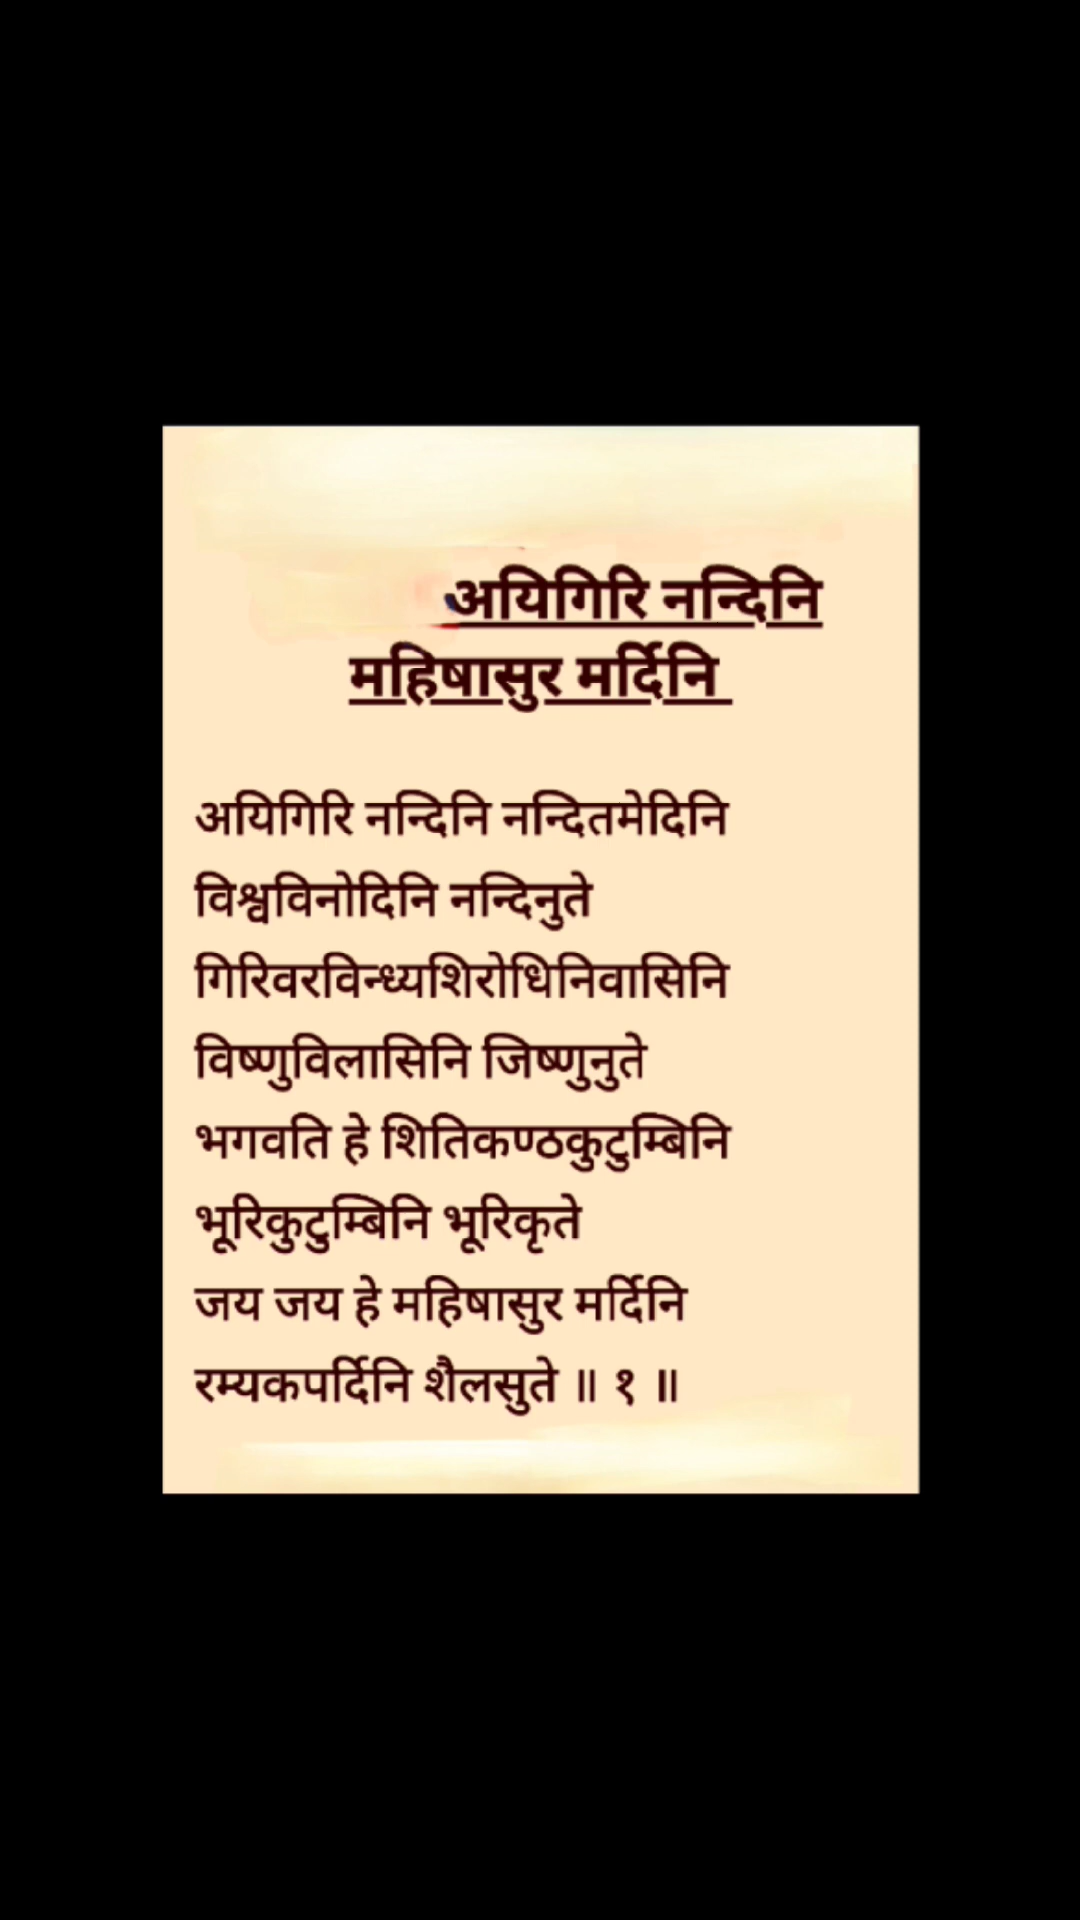 अयिगिरि नन्दिनि
महिषासुर मर्दिनि
अयिगिरि नन्दिनि नन्दितमेदिनि
विश्वविनोदिनि नन्दिनुते
गिरिवरविन्ध्यशिरोधिनिवासिनि
विष्णुविलासिनि जिष्णुनुते
भगवति हे शितिकण्ठकुटुम्बिनि
भूरिकुटुम्बिनि भूरिकृते
जय जय हे महिषासुर मर्दिनि
रम्यकपर्दिनि शैलसुते ॥ १ ॥